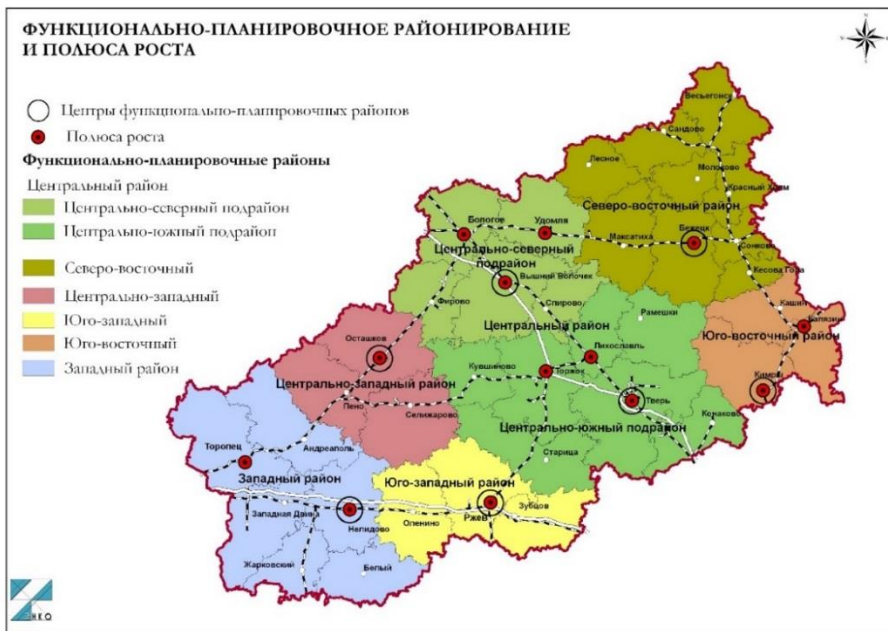 ФУНКЦИОНАЛЬНО-ПЛАНИРОВОЧНОЕ РАЙОНИРОВАНИЕ
И ПОЛЮСА РОСТА
Центры функционально-планировочных районов
Полюса роста
Функционально-планировочные районы
Центральный район
Центрально-северный подрайон
Центрально-южный подрайон
Северо-восточный
Центрально-западный
Юго-западный
Юго-восточный
Западный район
Весьегонск
Сандово
Лесное
Молоково
Красный Холм
Северо-восточный район
Бологое
Удомля
Максатиха
Бежецк
Сонково
Центрально-северный
подрайон
Вышний Волочек
Кесова Гора
Фирово
Спирово
Кашин
Рамешки
Калязин
Центральный район
Юго-восточный район
Осташков
Лихославль
Кувшиново
Торжок
Кимры
Центрально-западный район
Пено
Селижарово
Тверь
Конаково
Центрально-южный подрайон
Торопец
Андреаполь
Старица
Западный район
Юго-западный район
Западная Двина
Нелидово
Оленино
Ржев
Зубцов
Жарковский
Белый